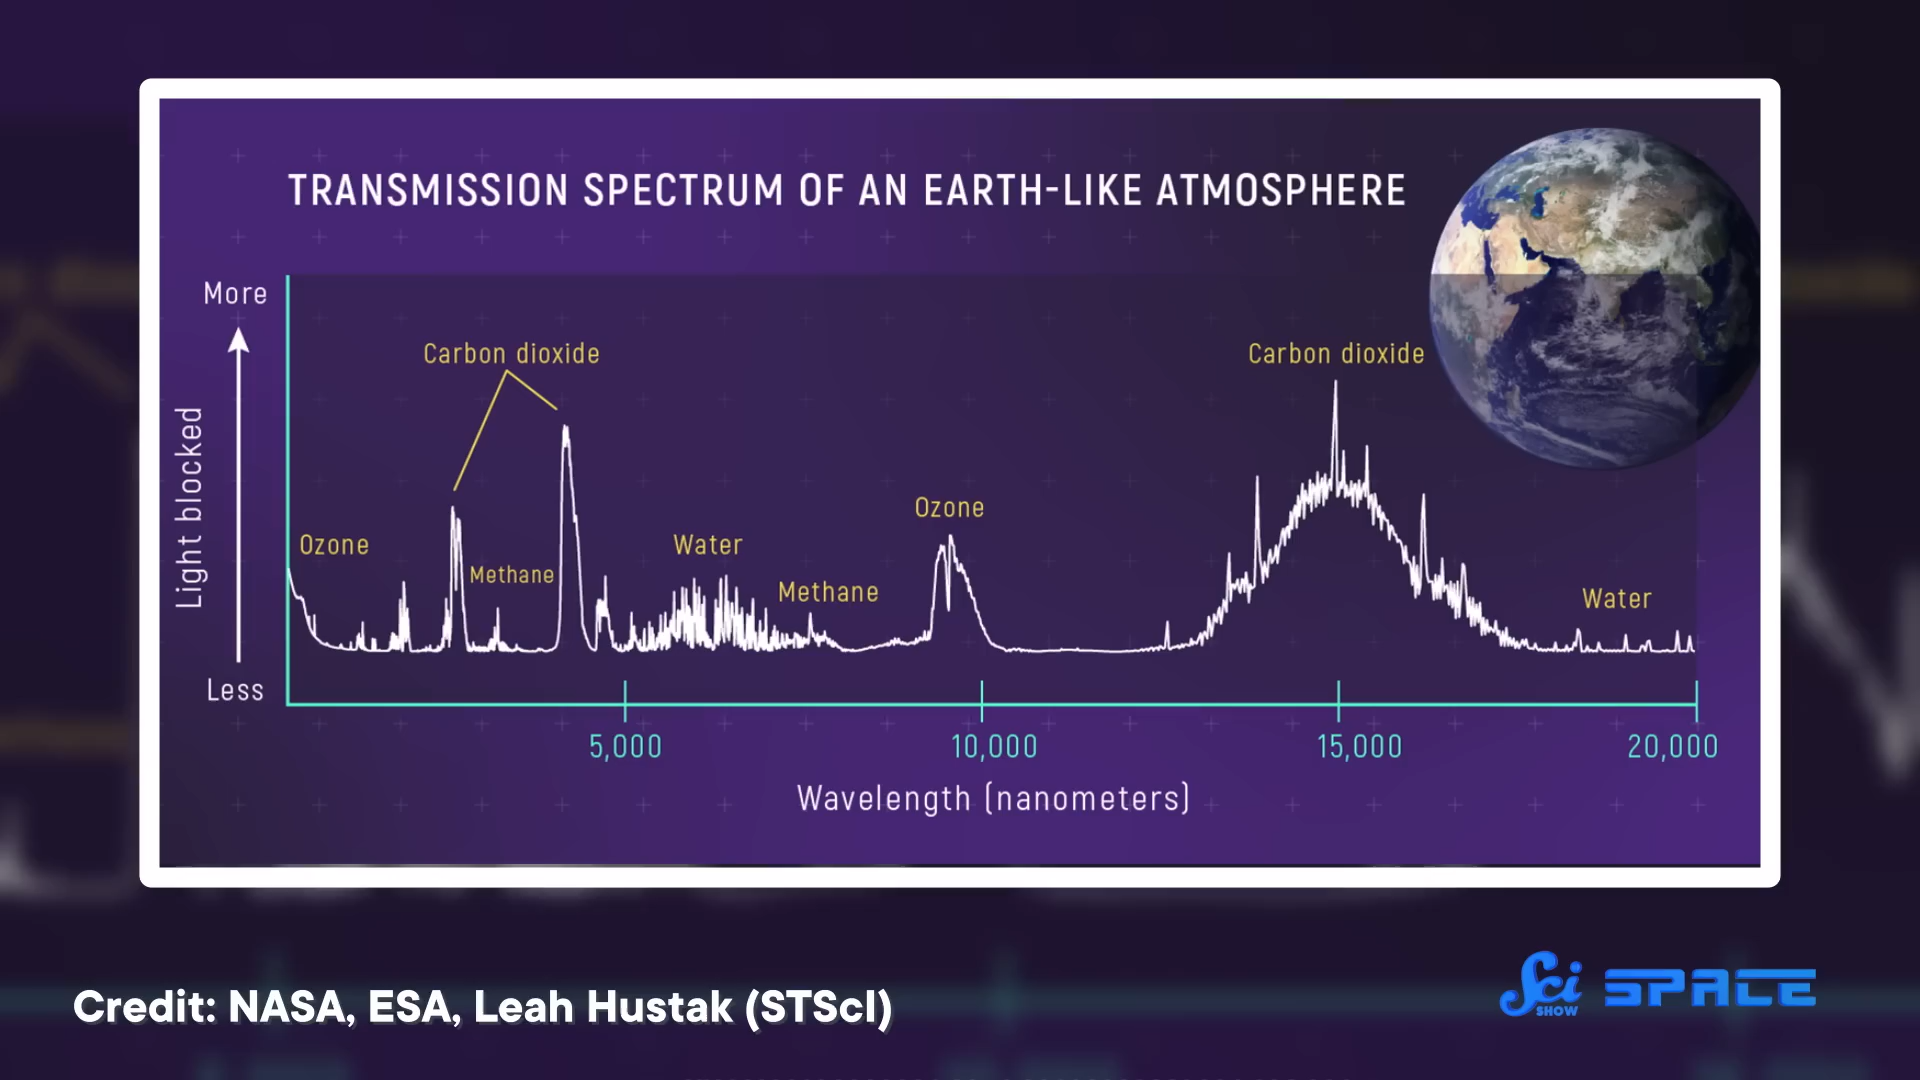 TRANSMISSION SPECTRUM OF AN EARTH-LIKE ATMOSPHERE
More
Light blocked
Less
Carbon dioxide
Carbon dioxide
Ozone
Ozone
Methane
Water
Methane
Water
5,000
10,000
15,000
20,000
Wavelength (nanometers)
Credit: NASA, ESA, Leah Hustak (STScI)
Sci SHOW SPACE